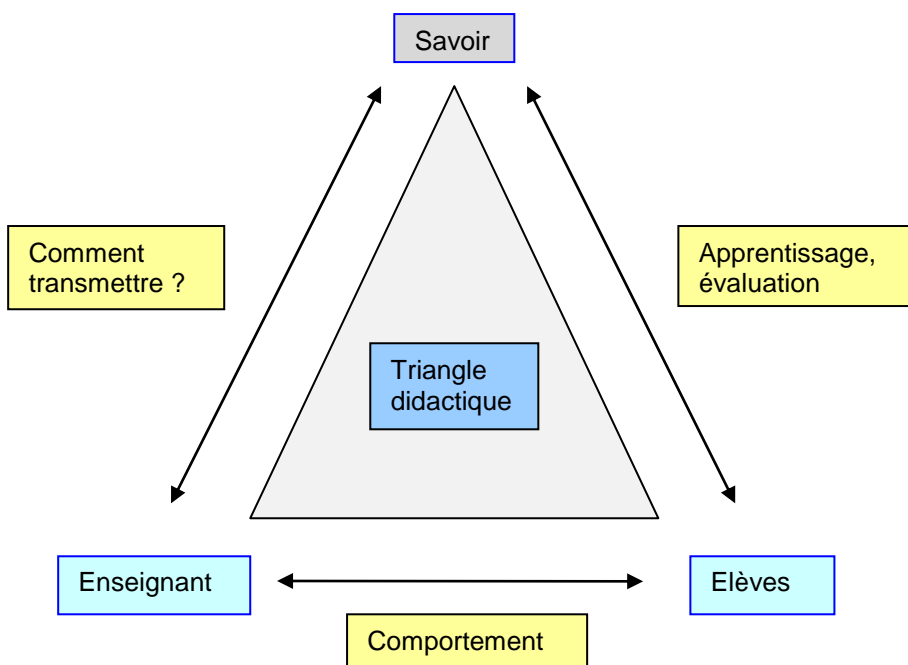 Savoir
Comment
transmettre ?
Apprentissage,
évaluation
Triangle
didactique
Enseignant
Elèves
Comportement